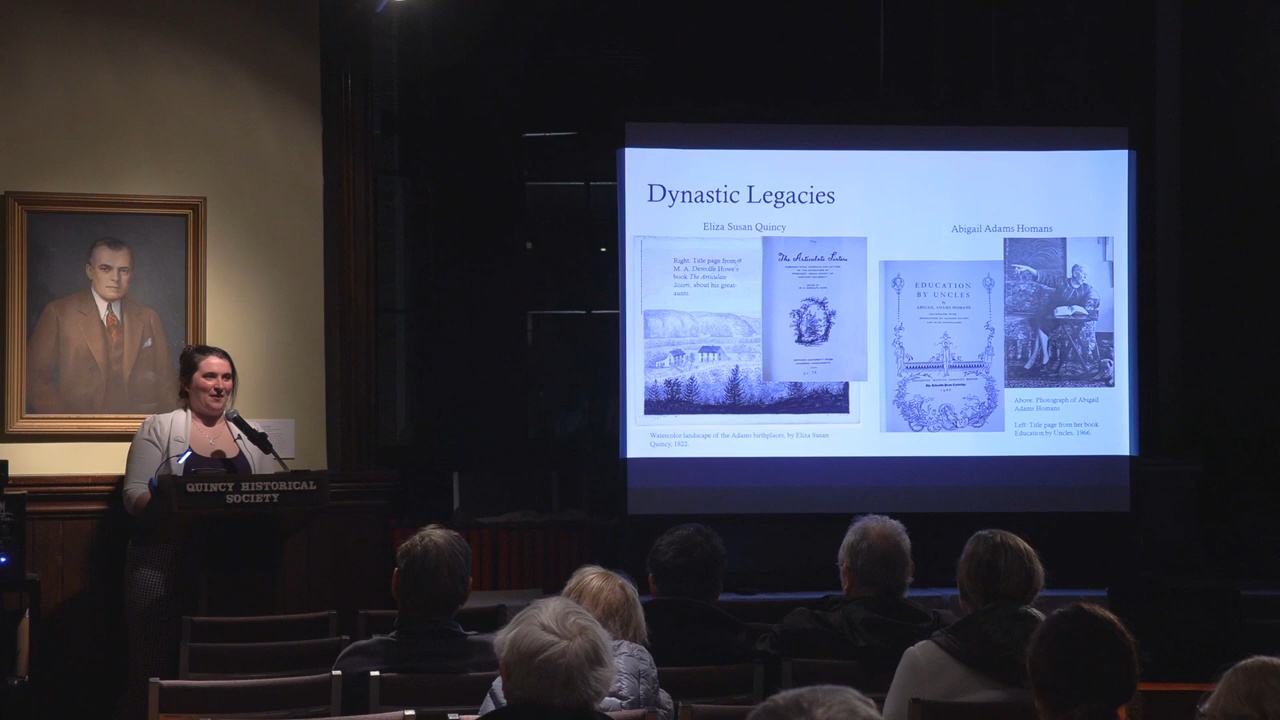 Dynastic Legacies
Eliza Susan Quincy
Right: Title page from
M. A. Dewolfe Howe's
book The Articulate
Sisters, about his great-
aunts.
The Articulate Sisters
Watercolor landscape of the Adams birthplaces, by Eliza Susan
Quincy, 1822.
Abigail Adams Homans
EDUCATION
BY UNCLES
By
ABIGAIL ADAMS HOMANS
Above: Photograph of Abigail
Adams Homans
Left: Title page from her book
Education by Uncles, 1966.
QUINCY HISTORICAL
SOCIETY